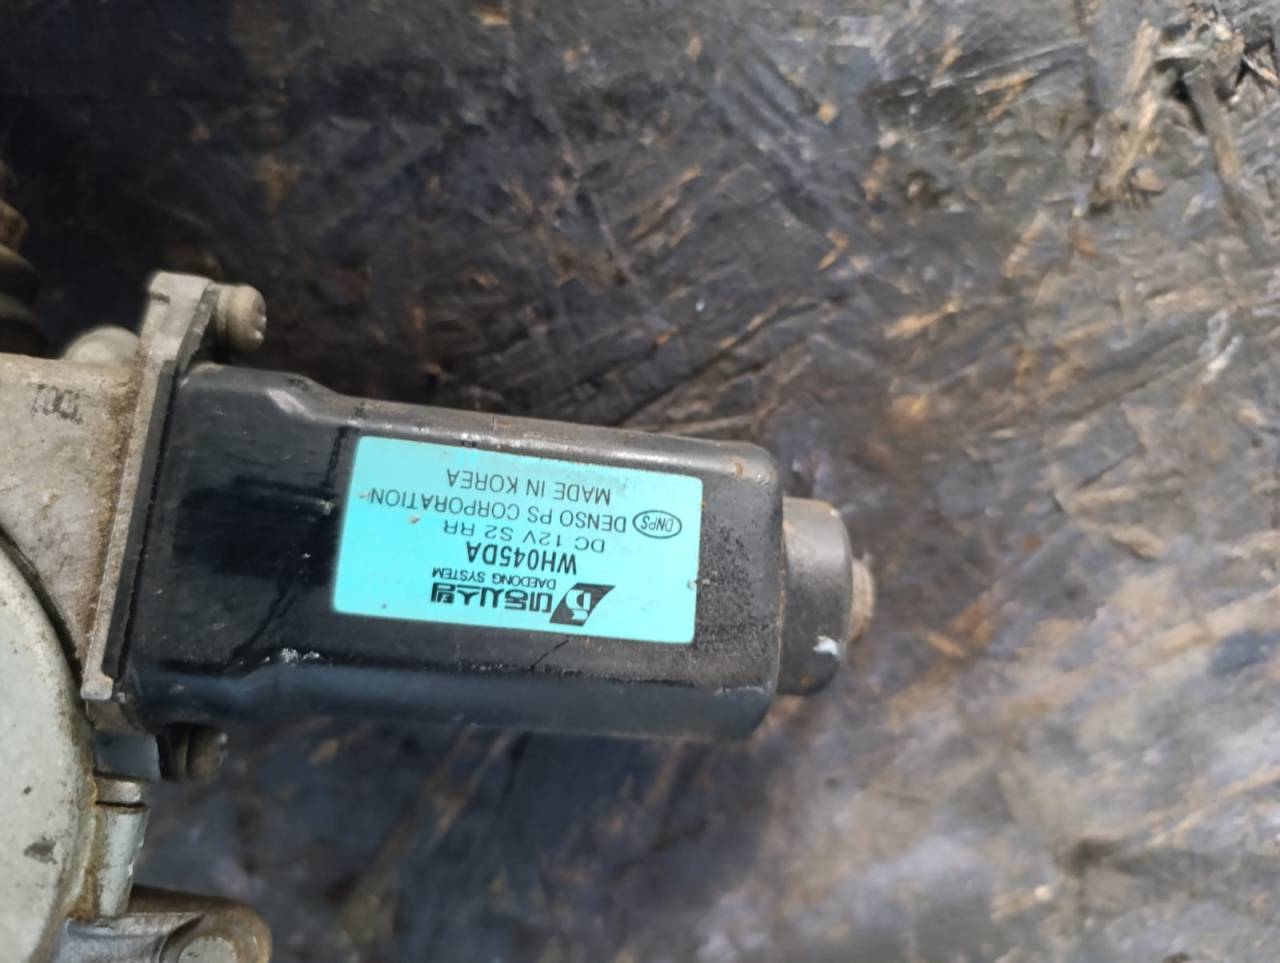 대동시스템
DAEDONG SYSTEM
WH045DA
DC 12V S2 RR
DNPS DENSO PS CORPORATION
MADE IN KOREA